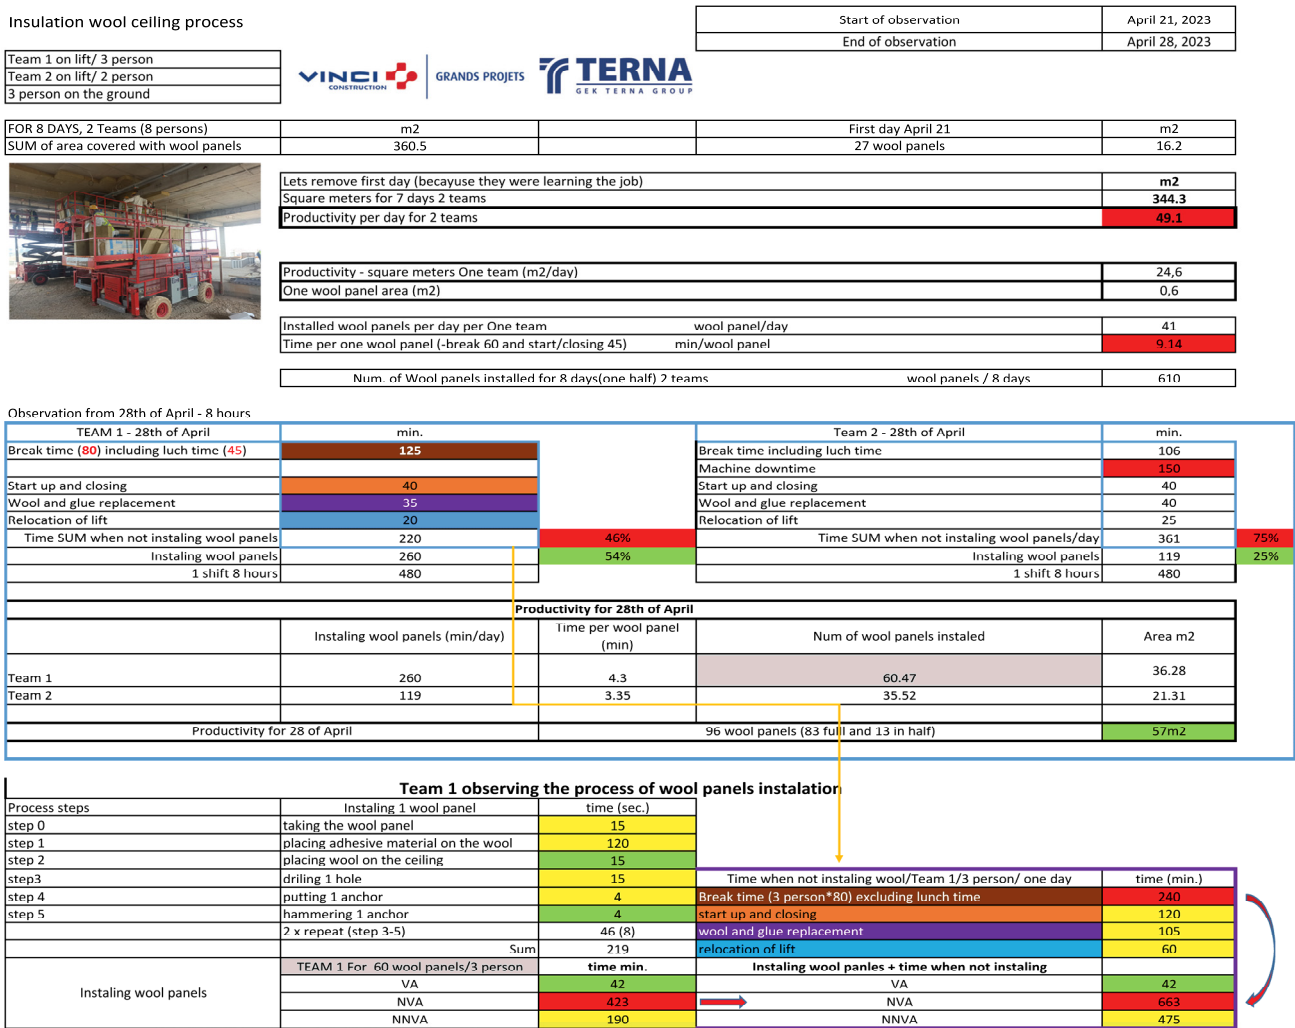 Insulation wool ceiling process
Start of observation April 21, 2023
End of observation April 28, 2023
Team 1 on lift/ 3 person
Team 2 on lift/ 2 person
3 person on the ground
VINCI CONSTRUCTION GRANDS PROJETS
TERNA
GEK TERNA GROUP
FOR 8 DAYS, 2 Teams (8 persons) m2 First day April 21 m2
SUM of area covered with wool panels 360.5 27 wool panels 16.2
Lets remove first day (becayuse they were learning the job) m2
Square meters for 7 days 2 teams 344.3
Productivity per day for 2 teams 49.1
Productivity - square meters One team (m2/day) 24,6
One wool panel area (m2) 0,6
Installed wool panels per day per One team wool panel/day 41
Time per one wool panel (-break 60 and start/closing 45) min/wool panel 9.14
Num. of Wool panels installed for 8 days(one half) 2 teams wool panels / 8 days 610
Observation from 28th of April - 8 hours
TEAM 1 - 28th of April min. Team 2 - 28th of April min.
Break time (80) including luch time (45) 125 Break time including luch time 106
Machine downtime 150
Start up and closing 40 Start up and closing 40
Wool and glue replacement 35 Wool and glue replacement 40
Relocation of lift 20 Relocation of lift 25
Time SUM when not instaling wool panels 220 46% Time SUM when not instaling wool panels/day 361 75%
Instaling wool panels 260 54% Instaling wool panels 119 25%
1 shift 8 hours 480 1 shift 8 hours 480
Productivity for 28th of April
Instaling wool panels (min/day) Time per wool panel (min) Num of wool panels instaled Area m2
Team 1 260 4.3 60.47 36.28
Team 2 119 3.35 35.52 21.31
Productivity for 28 of April 96 wool panels (83 full and 13 in half) 57m2
Team 1 observing the process of wool panels instalation
Process steps Instaling 1 wool panel time (sec.)
step 0 taking the wool panel 15
step 1 placing adhesive material on the wool 120
step 2 placing wool on the ceiling 15
step3 driling 1 hole 15 Time when not instaling wool/Team 1/3 person/ one day time (min.)
step 4 putting 1 anchor 4 Break time (3 person*80) excluding lunch time 240
step 5 hammering 1 anchor 4 start up and closing 120
2 x repeat (step 3-5) 46 (8) wool and glue replacement 105
Sum 219 relocation of lift 60
TEAM 1 For 60 wool panels/3 person time min. Instaling wool panles + time when not instaling
Instaling wool panels VA 42 VA 42
NVA 423 NVA 663
NNVA 190 NNVA 475